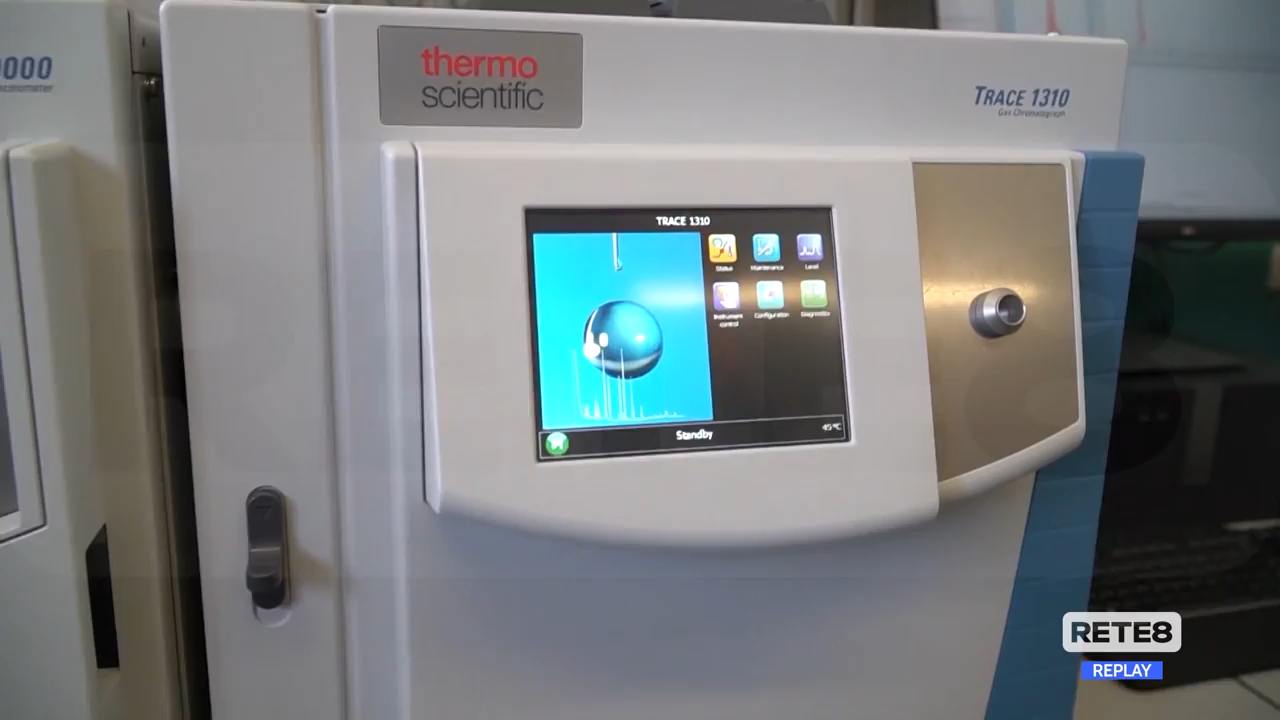 thermo
scientific
TRACE 1310
Gas Chromatograph
000
TRACE 1310
Status
Maintenance
Level
Instrument
control
Configuration
Diagnostics
Standby
45°C
RETE8
REPLAY